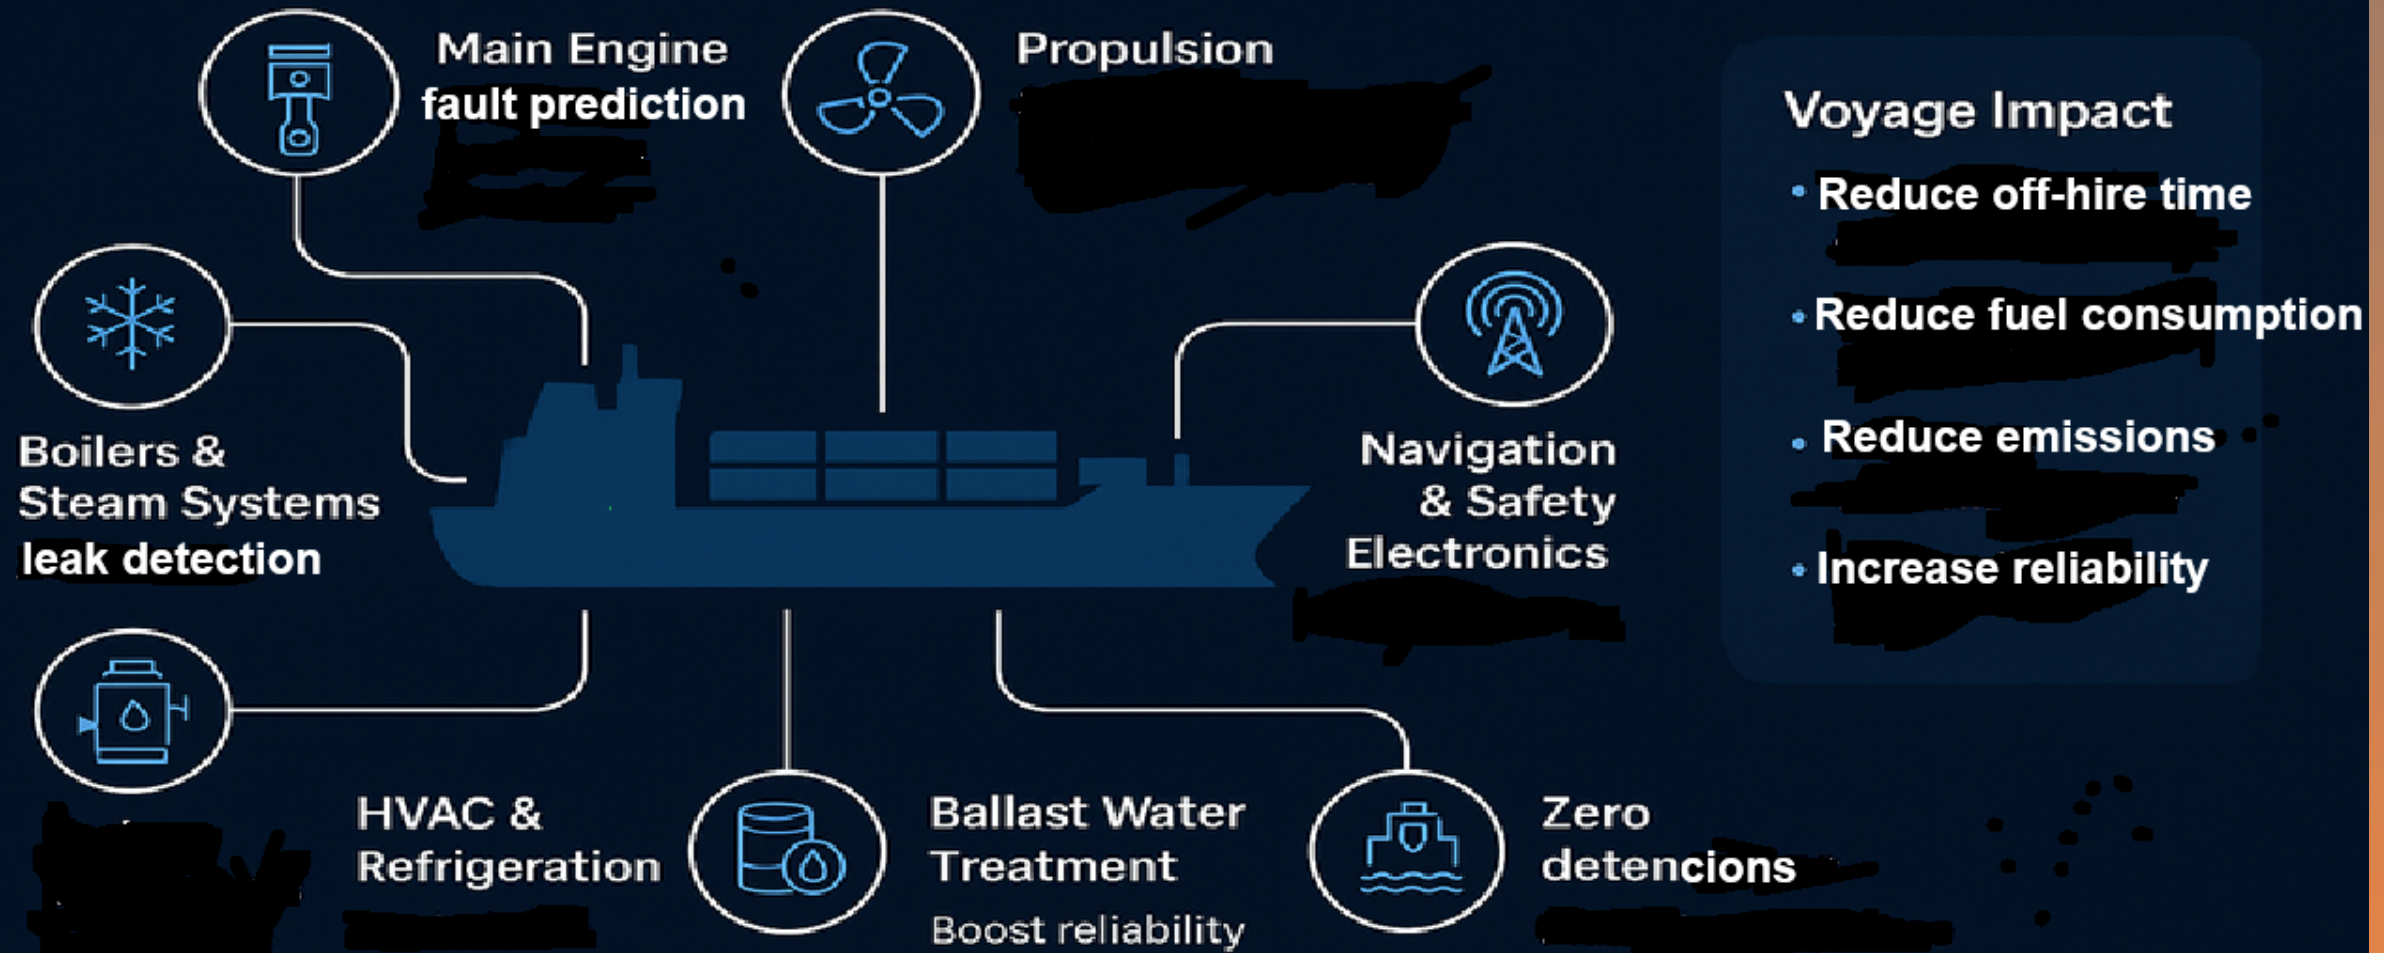 Main Engine
fault prediction
Propulsion
Voyage Impact
• Reduce off-hire time
• Reduce fuel consumption
• Reduce emissions
• Increase reliability
Boilers &
Steam Systems
leak detection
Navigation
& Safety
Electronics
HVAC &
Refrigeration
Ballast Water
Treatment
Boost reliability
Zero
detencions